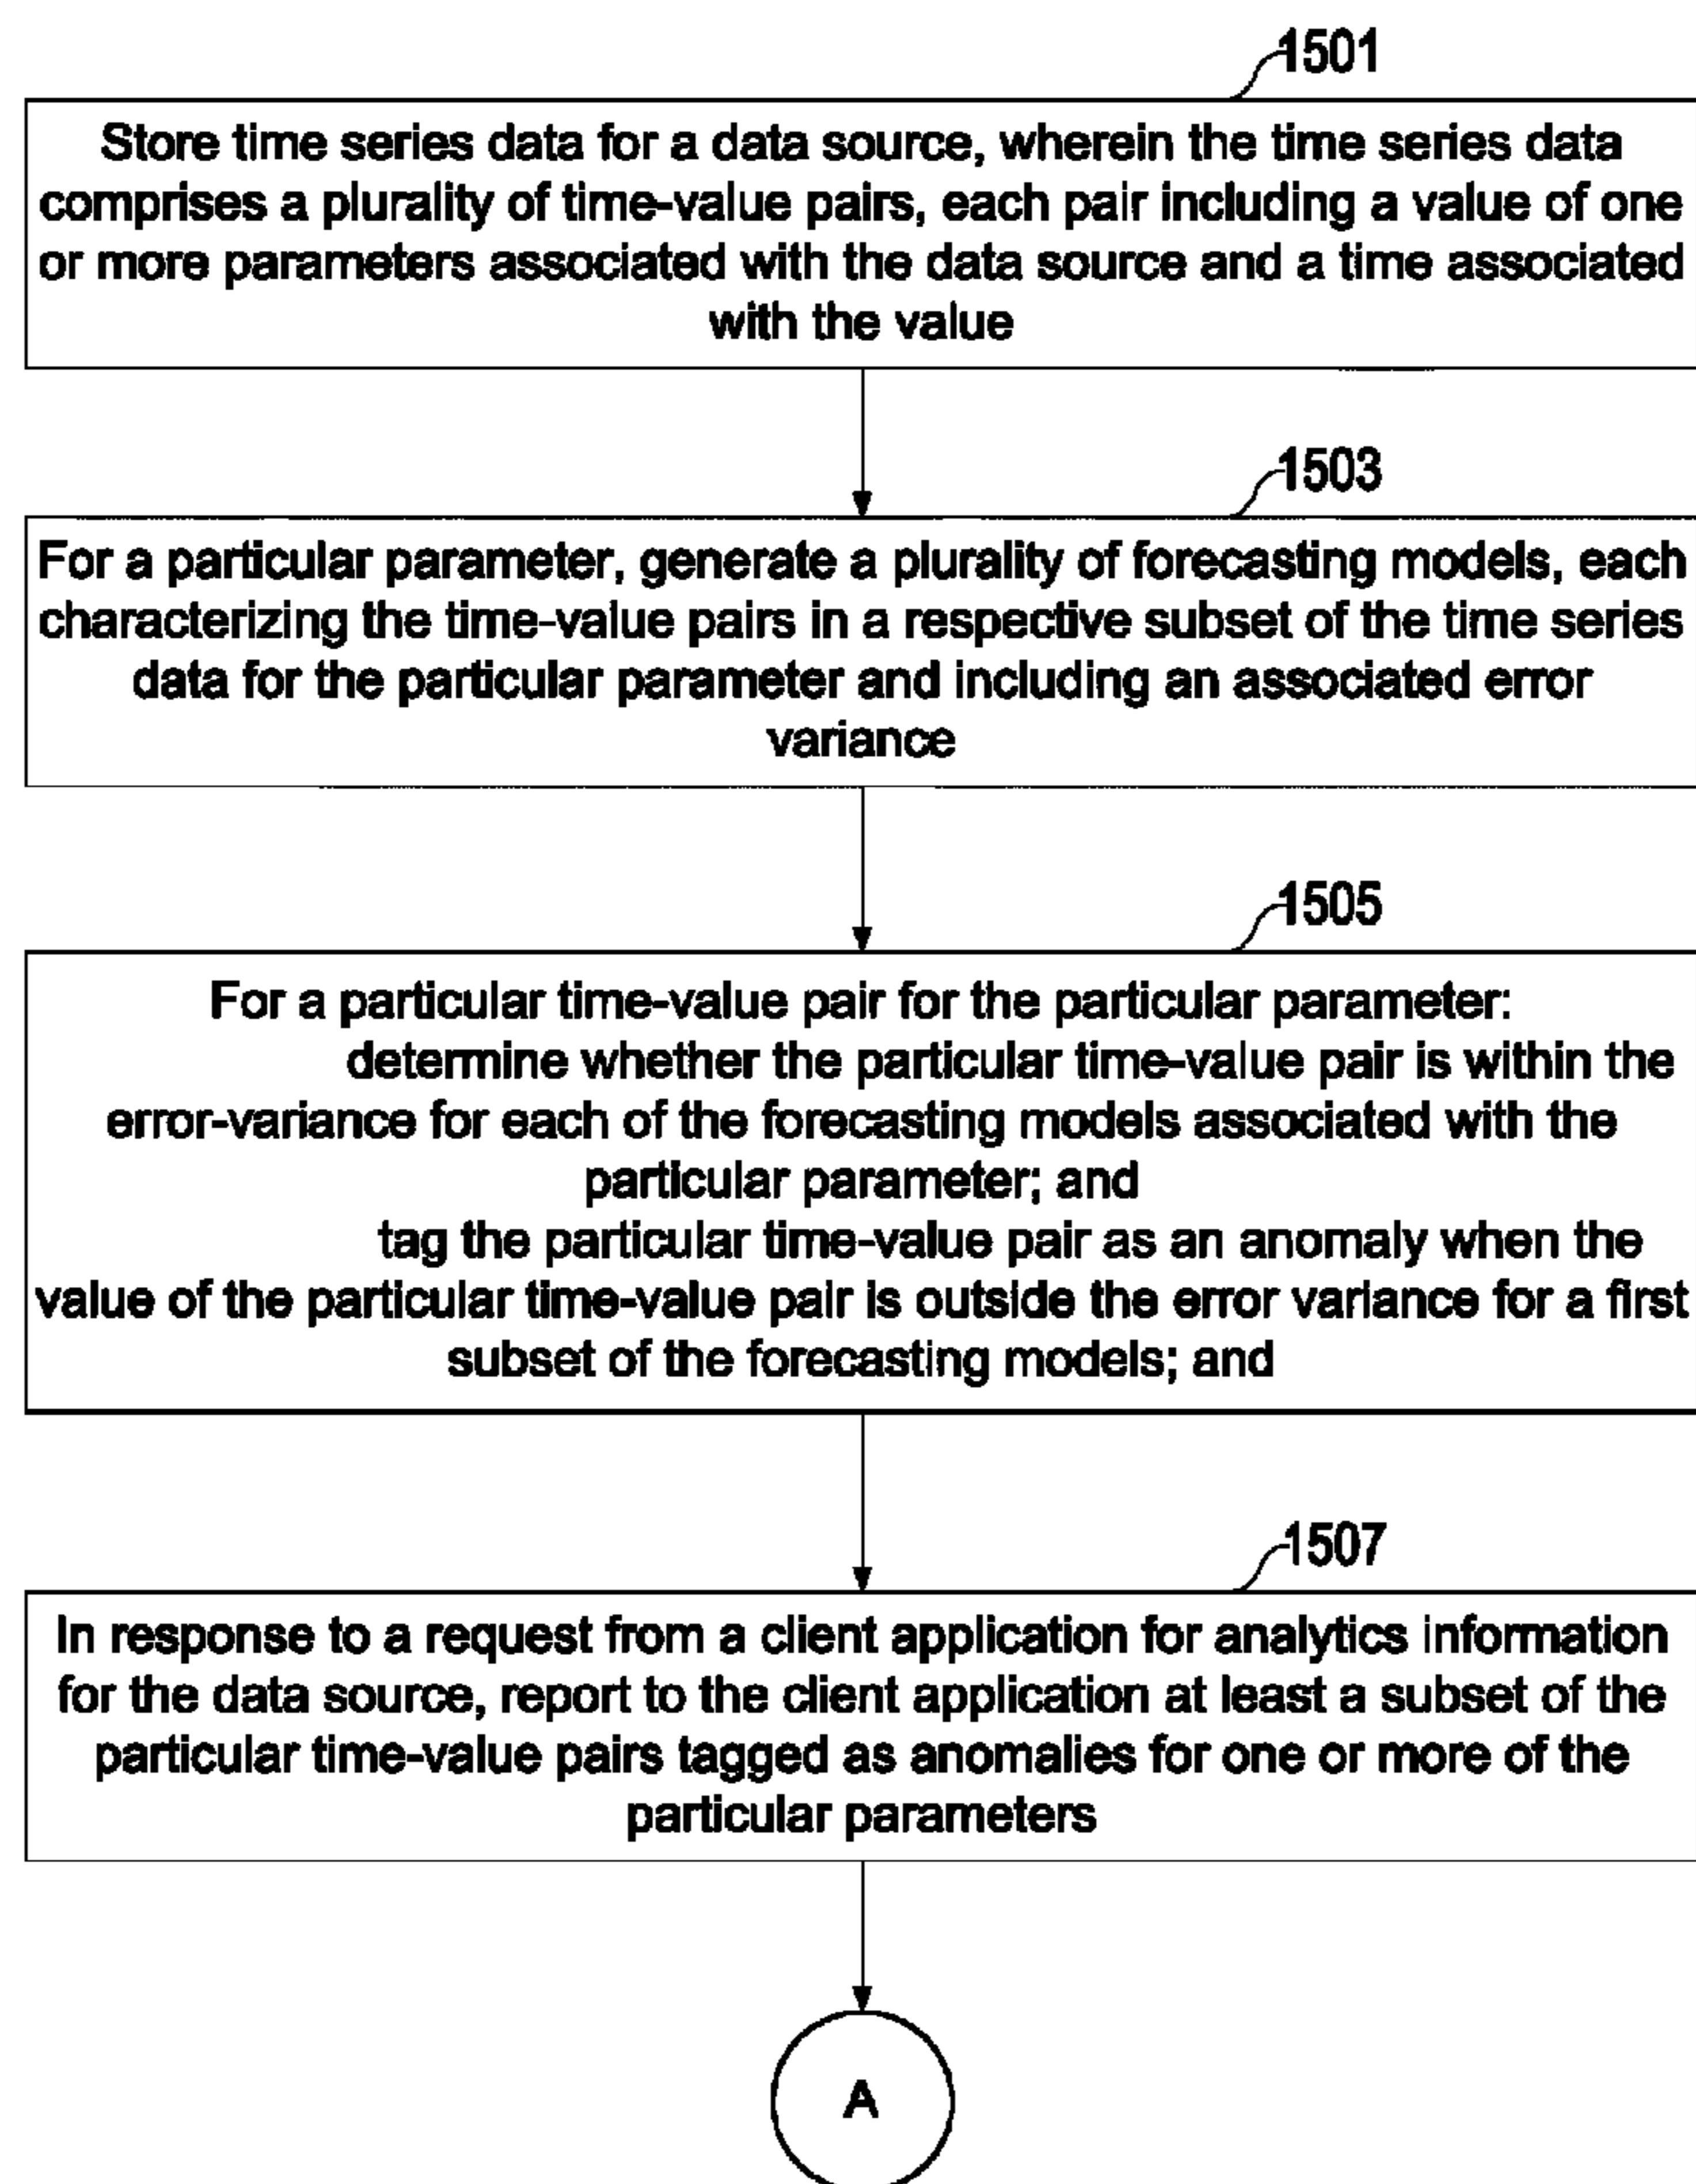 1501
Store time series data for a data source, wherein the time series data
comprises a plurality of time-value pairs, each pair including a value of one
or more parameters associated with the data source and a time associated
with the value
1503
For a particular parameter, generate a plurality of forecasting models, each
characterizing the time-value pairs in a respective subset of the time series
data for the particular parameter and including an associated error
variance
1505
For a particular time-value pair for the particular parameter:
determine whether the particular time-value pair is within the
error-variance for each of the forecasting models associated with the
particular parameter; and
tag the particular time-value pair as an anomaly when the
value of the particular time-value pair is outside the error variance for a first
subset of the forecasting models; and
1507
In response to a request from a client application for analytics information
for the data source, report to the client application at least a subset of the
particular time-value pairs tagged as anomalies for one or more of the
particular parameters
A